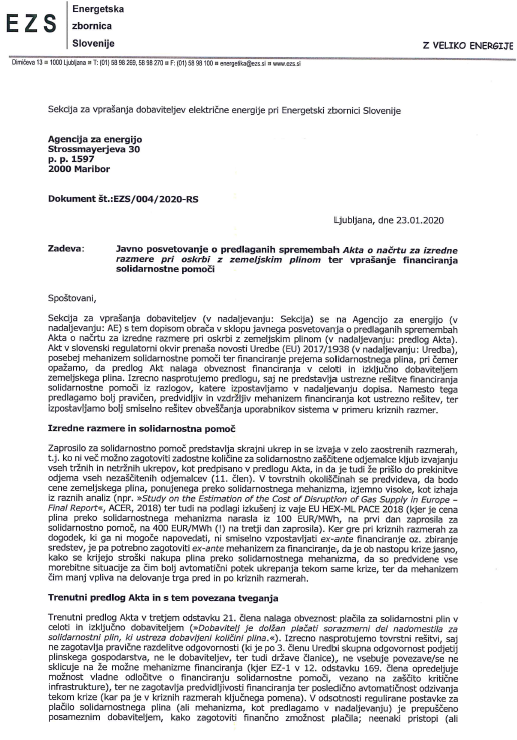 EZS
Energetska
zbornica
Slovenije
Z VELIKO ENERGIJE
Dimičeva 13 ¤ 1000 Ljubljana ¤ T: (01) 58 98 269, 58 98 270 ¤ F: (01) 58 98 100 ¤ energetika@ezs.si ¤ www.ezs.si
Sekcija za vprašanja dobaviteljev električne energije pri Energetski zbornici Slovenije
Agencija za energijo
Strossmayerjeva 30
p. p. 1597
2000 Maribor
Dokument št.:EZS/004/2020-RS
Ljubljana, dne 23.01.2020
Zadeva: Javno posvetovanje o predlaganih spremembah Akta o načrtu za izredne
razmere pri oskrbi z zemeljskim plinom ter vprašanje financiranja
solidarnostne pomoči
Spoštovani,
Sekcija za vprašanja dobaviteljev (v nadaljevanju: Sekcija) se na Agencijo za energijo (v
nadaljevanju: AE) s tem dopisom obrača v sklopu javnega posvetovanja o predlaganih spremembah
Akta o načrtu za izredne razmere pri oskrbi z zemeljskim plinom (v nadaljevanju: predlog Akta).
Akt v slovenski regulatorni okvir prenaša novosti Uredbe (EU) 2017/1938 (v nadaljevanju: Uredba),
posebej mehanizem solidarnostne pomoči ter financiranje prejema solidarnostnega plina, pri čemer
opažamo, da predlog Akt nalaga obveznost financiranja v celoti in izključno dobaviteljem
zemeljskega plina. Izrecno nasprotujemo predlogu, saj ne predstavlja ustrezne rešitve financiranja
solidarnostne pomoči iz razlogov, katere izpostavljamo v nadaljevanju dopisa. Namesto tega
predlagamo bolj pravičen, predvidljiv in vzdržljiv mehanizem financiranja kot ustrezno rešitev, ter
izpostavljamo bolj smiselno rešitev obveščanja uporabnikov sistema v primeru kriznih razmer.
Izredne razmere in solidarnostna pomoč
Zaprosilo za solidarnostno pomoč predstavlja skrajni ukrep in se izvaja v zelo zaostrenih razmerah,
t.j. ko ni več možno zagotoviti zadostne količine za solidarnostno zaščitene odjemalce kljub izvajanju
vseh tržnih in netržnih ukrepov, kot predpisano v predlogu Akta, in da je tudi že prišlo do prekinitve
odjema vseh nezaščitenih odjemalcev (11. člen). V tovrstnih okoliščinah se predvideva, da bodo
cene zemeljskega plina, ponujenega preko solidarnostnega mehanizma, izjemno visoke, kot izhaja
iz raznih analiz (npr. »Study on the Estimation of the Cost of Disruption of Gas Supply in Europe –
Final Report«, ACER, 2018) ter tudi na podlagi izkušenj iz vaje EU HEX-ML PACE 2018 (kjer je cena
plina preko solidarnostnega mehanizma narasla iz 100 EUR/MWh, na prvi dan zaprosila za
solidarnostno pomoč, na 400 EUR/MWh (!) na tretji dan zaprosila). Ker gre pri kriznih razmerah za
dogodek, ki ga ni mogoče napovedati, ni smiselno vzpostavljati ex-ante financiranje oz. zbiranje
sredstev, je pa potrebno zagotoviti ex-ante mehanizem za financiranje, da je ob nastopu krize jasno,
kako se krijejo stroški nakupa plina preko solidarnostnega mehanizma, da so predvidene vse
morebitne situacije za čim bolj avtomatični potek ukrepanja tekom same krize, ter da mehanizem
čim manj vpliva na delovanje trga pred in po kriznih razmerah.
Trenutni predlog Akta in s tem povezana tveganja
Trenutni predlog Akta v tretjem odstavku 21. člena nalaga obveznost plačila za solidarnostni plin v
celoti in izključno dobaviteljem (»Dobavitelj je dolžan plačati sorazmerni del nadomestila za
solidarnostni plin, ki ustreza dobavljeni količini plina.«). Izrecno nasprotujemo tovrstni rešitvi, saj
ne zagotavlja pravične razdelitve odgovornosti (ki je po 3. členu Uredbi skupna odgovornost podjetij
plinskega gospodarstva, ne le dobaviteljev, ter tudi države članice), ne vsebuje povezave/se ne
sklicuje na že možne mehanizme financiranja (kjer EZ-1 v 12. odstavku 169. člena opredeljuje
možnost vladne odločitve o financiranju solidarnostne pomoči, vezano na zaščito kritične
infrastrukture), ter ne zagotavlja predvidljivosti financiranja ter posledično avtomatičnost odzivanja
tekom krize (kar pa je v kriznih razmerah ključnega pomena). V odsotnosti regulirane postavke za
plačilo solidarnostnega plina (ali mehanizma, kot predlagamo v nadaljevanju) je prepuščeno
posameznim dobaviteljem, kako zagotoviti finančno zmožnost plačila; neenaki pristopi (ali